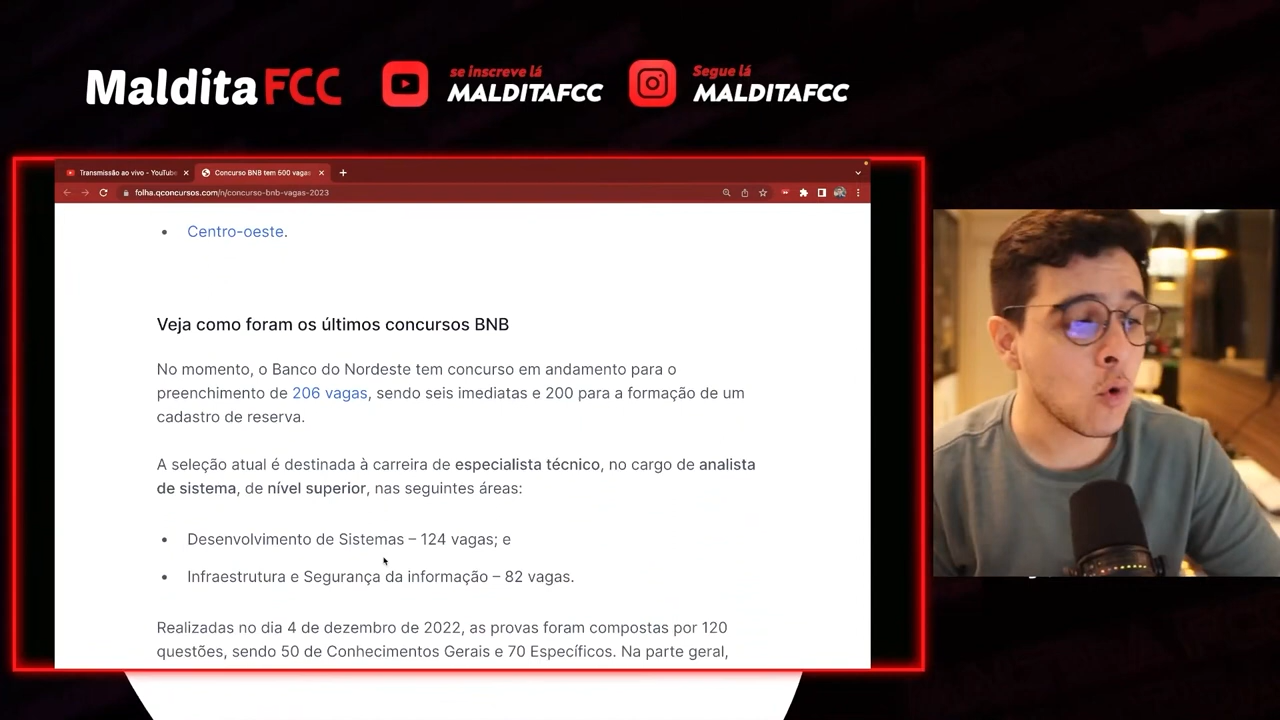 MalditaFCC
se inscreve lá
MALDITAFCC
Segue lá
MALDITAFCC
Transmissão ao vivo - YouTube
Concurso BNB tem 500 vagas
folha.qconcursos.com/n/concurso-bnb-vagas-2023
• Centro-oeste.
Veja como foram os últimos concursos BNB
No momento, o Banco do Nordeste tem concurso em andamento para o
preenchimento de 206 vagas, sendo seis imediatas e 200 para a formação de um
cadastro de reserva.
A seleção atual é destinada à carreira de especialista técnico, no cargo de analista
de sistema, de nível superior, nas seguintes áreas:
• Desenvolvimento de Sistemas – 124 vagas; e
• Infraestrutura e Segurança da informação – 82 vagas.
Realizadas no dia 4 de dezembro de 2022, as provas foram compostas por 120
questões, sendo 50 de Conhecimentos Gerais e 70 Específicos. Na parte geral,